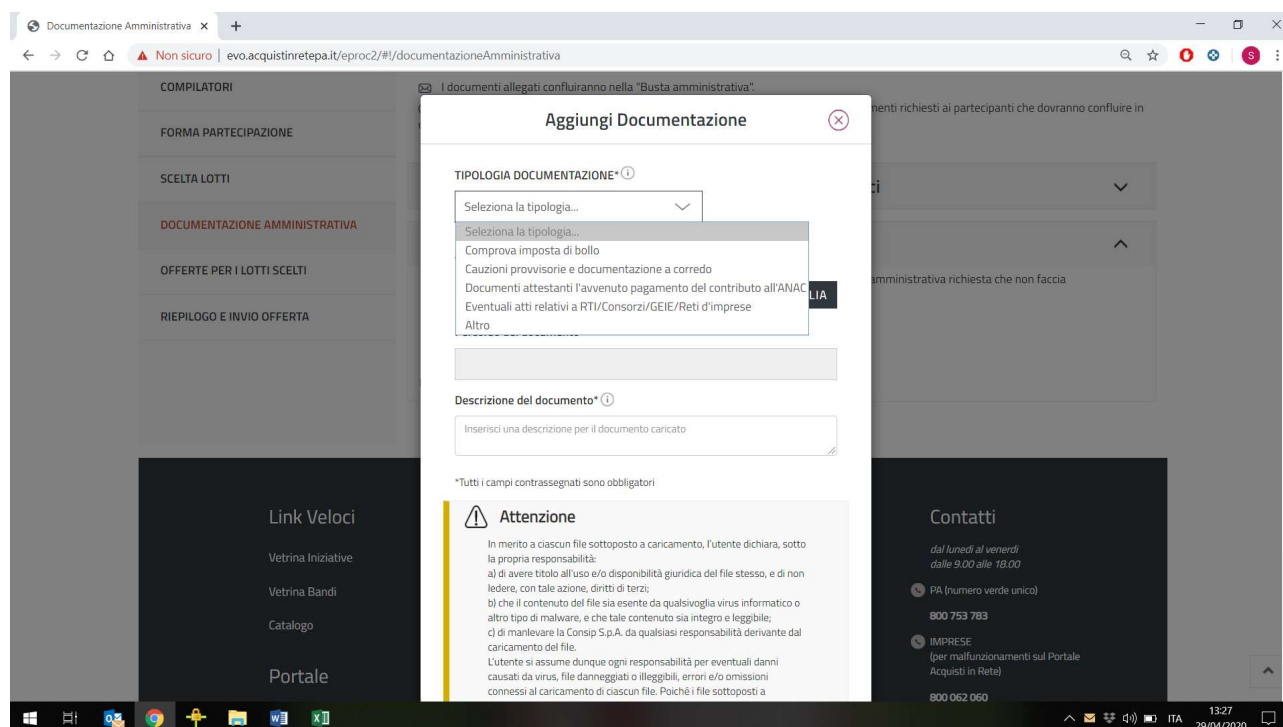 Documentazione Amministrativa
Non sicuro | evo.acquistinretepa.it/eproc2/#!/documentazioneAmministrativa
S
COMPILATORI
FORMA PARTECIPAZIONE
SCELTA LOTTI
DOCUMENTAZIONE AMMINISTRATIVA
OFFERTE PER I LOTTI SCELTI
RIEPILOGO E INVIO OFFERTA
I documenti allegati confluiranno nella "Busta amministrativa".
menti richiesti ai partecipanti che dovranno confluire in
ci
amministrativa richiesta che non faccia
Aggiungi Documentazione
TIPOLOGIA DOCUMENTAZIONE*
Seleziona la tipologia...
Seleziona la tipologia...
Comprova imposta di bollo
Cauzioni provvisorie e documentazione a corredo
Documenti attestanti l'avvenuto pagamento del contributo all'ANAC
Eventuali atti relativi a RTI/Consorzi/GEIE/Reti d'imprese
Altro
LIA
Descrizione del documento*
Inserisci una descrizione per il documento caricato
*Tutti i campi contrassegnati sono obbligatori
Attenzione
In merito a ciascun file sottoposto a caricamento, l'utente dichiara, sotto
la propria responsabilità:
a) di avere titolo all'uso e/o disponibilità giuridica del file stesso, e di non
ledere, con tale azione, diritti di terzi;
b) che il contenuto del file sia esente da qualsivoglia virus informatico o
altro tipo di malware, e che tale contenuto sia integro e leggibile;
c) di manlevare la Consip S.p.A. da qualsiasi responsabilità derivante dal
caricamento del file.
L'utente si assume dunque ogni responsabilità per eventuali danni
causati da virus, file danneggiati o illeggibili, errori e/o omissioni
connessi al caricamento di ciascun file. Poiché i file sottoposti a
Link Veloci
Vetrina Iniziative
Vetrina Bandi
Catalogo
Portale
Contatti
dal lunedì al venerdì
dalle 9.00 alle 18.00
PA (numero verde unico)
800 753 783
IMPRESE
(per malfunzionamenti sul Portale
Acquisti in Rete)
800 062 060
ITA
13:27
29/04/2020